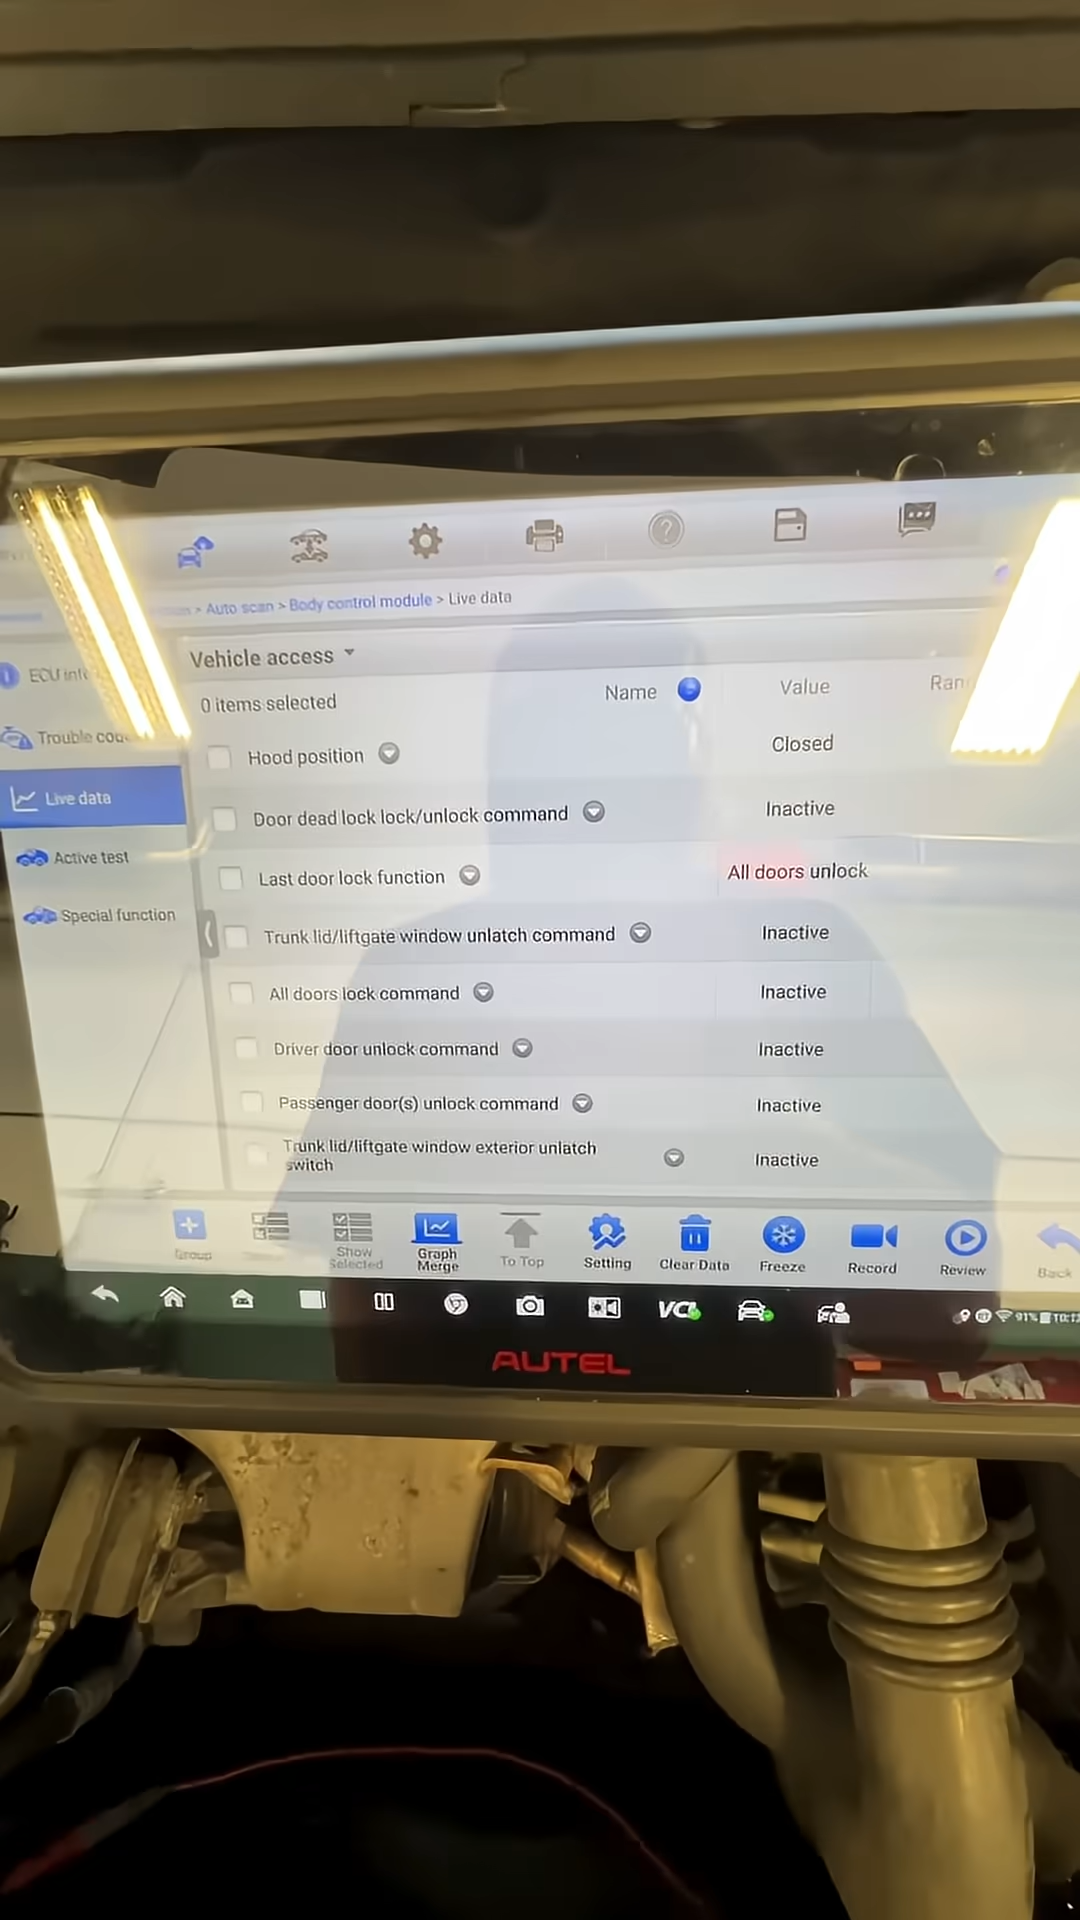 > Auto scan > Body control module > Live data
ECU
Vehicle access
0 items selected
Name
Value
Trouble
Hood position
Closed
Live data
Door dead lock lock/unlock command
Inactive
Active test
Last door lock function
All doors unlock
Special function
Trunk lid/liftgate window unlatch command
Inactive
All doors lock command
Inactive
Driver door unlock command
Inactive
Passenger door(s) unlock command
Inactive
Trunk lid/liftgate window exterior unlatch
switch
Inactive
Group
Show
Selected
Graph
Merge
To Top
Setting
Clear Data
Freeze
Record
Review
Back
VCI
91%
AUTEL